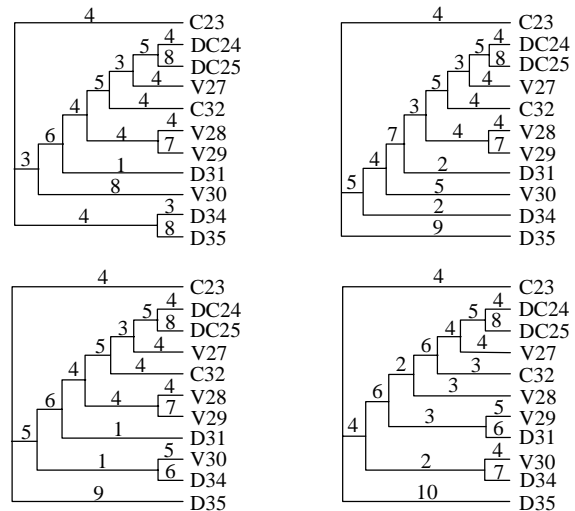 4 C23
4 DC24
5
8 DC25
3
4 V27
5
4 C32
4
4 V28
4
7 V29
6
1 D31
3
8 V30
3 D34
4
8 D35
4 C23
4 DC24
5
8 DC25
3
4 V27
5
4 C32
3
4 V28
4
7 V29
7
2 D31
4
5 V30
5
2 D34
9 D35
4 C23
4 DC24
5
8 DC25
3
4 V27
5
4 C32
4
4 V28
4
7 V29
6
1 D31
5
5 V30
1
6 D34
9 D35
4 C23
4 DC24
5
8 DC25
4
4 V27
6
3 C32
2
3 V28
6
5 V29
3
6 D31
4
4 V30
2
7 D34
10 D35